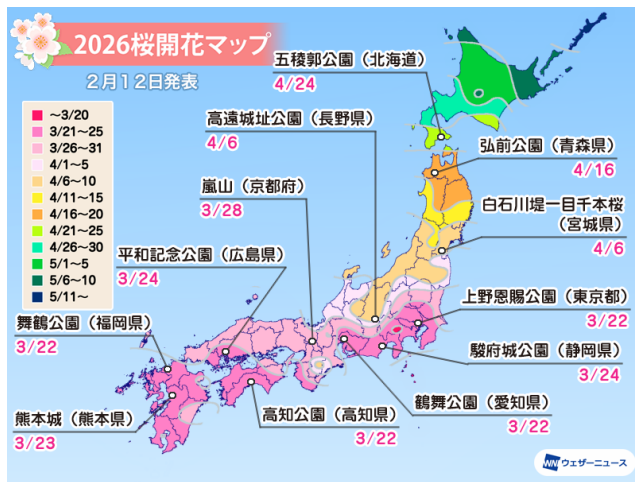 2026桜開花マップ
2月12日発表
五稜郭公園（北海道）
4/24
高遠城址公園（長野県）
4/6
弘前公園（青森県）
4/16
嵐山（京都府）
3/28
白石川堤一目千本桜
（宮城県）
4/6
平和記念公園（広島県）
3/24
上野恩賜公園（東京都）
3/22
舞鶴公園（福岡県）
3/22
駿府城公園（静岡県）
3/24
鶴舞公園（愛知県）
3/22
熊本城（熊本県）
3/23
高知公園（高知県）
3/22
～3/20
3/21～25
3/26～31
4/1～5
4/6～10
4/11～15
4/16～20
4/21～25
4/26～30
5/1～5
5/6～10
5/11～
WNI ウェザーニュース